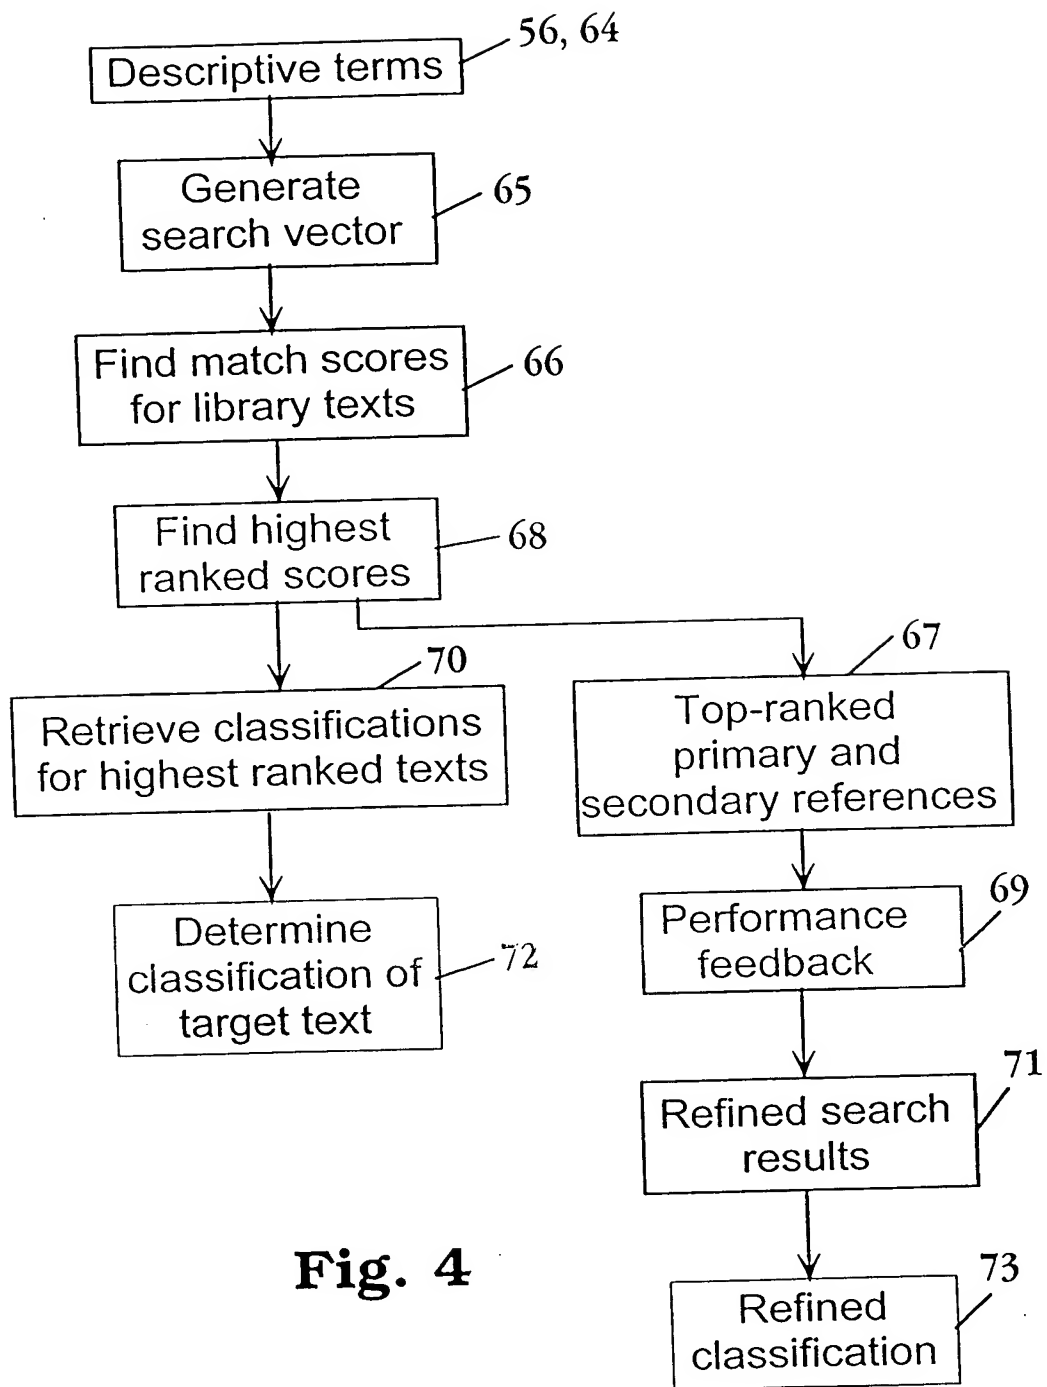 56, 64
Descriptive terms
Generate
search vector
65
Find match scores
for library texts
66
Find highest
ranked scores
68
70
Retrieve classifications
for highest ranked texts
67
Top-ranked
primary and
secondary references
Determine
classification of
target text
72
69
Performance
feedback
71
Refined search
results
73
Refined
classification
Fig. 4